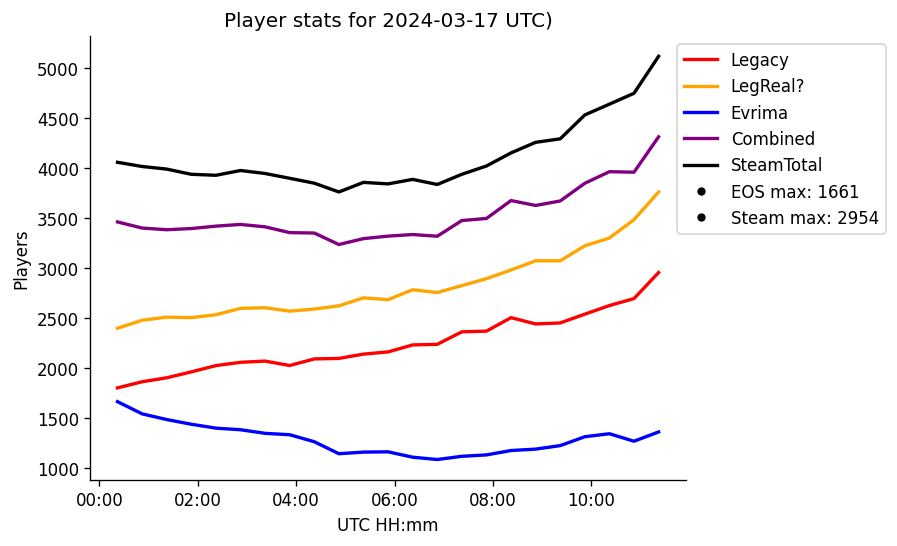 Player stats for 2024-03-17 UTC)
Players
5000
4500
4000
3500
3000
2500
2000
1500
1000
00:00 02:00 04:00 06:00 08:00 10:00
UTC HH:mm
Legacy
LegReal?
Evrima
Combined
SteamTotal
EOS max: 1661
Steam max: 2954